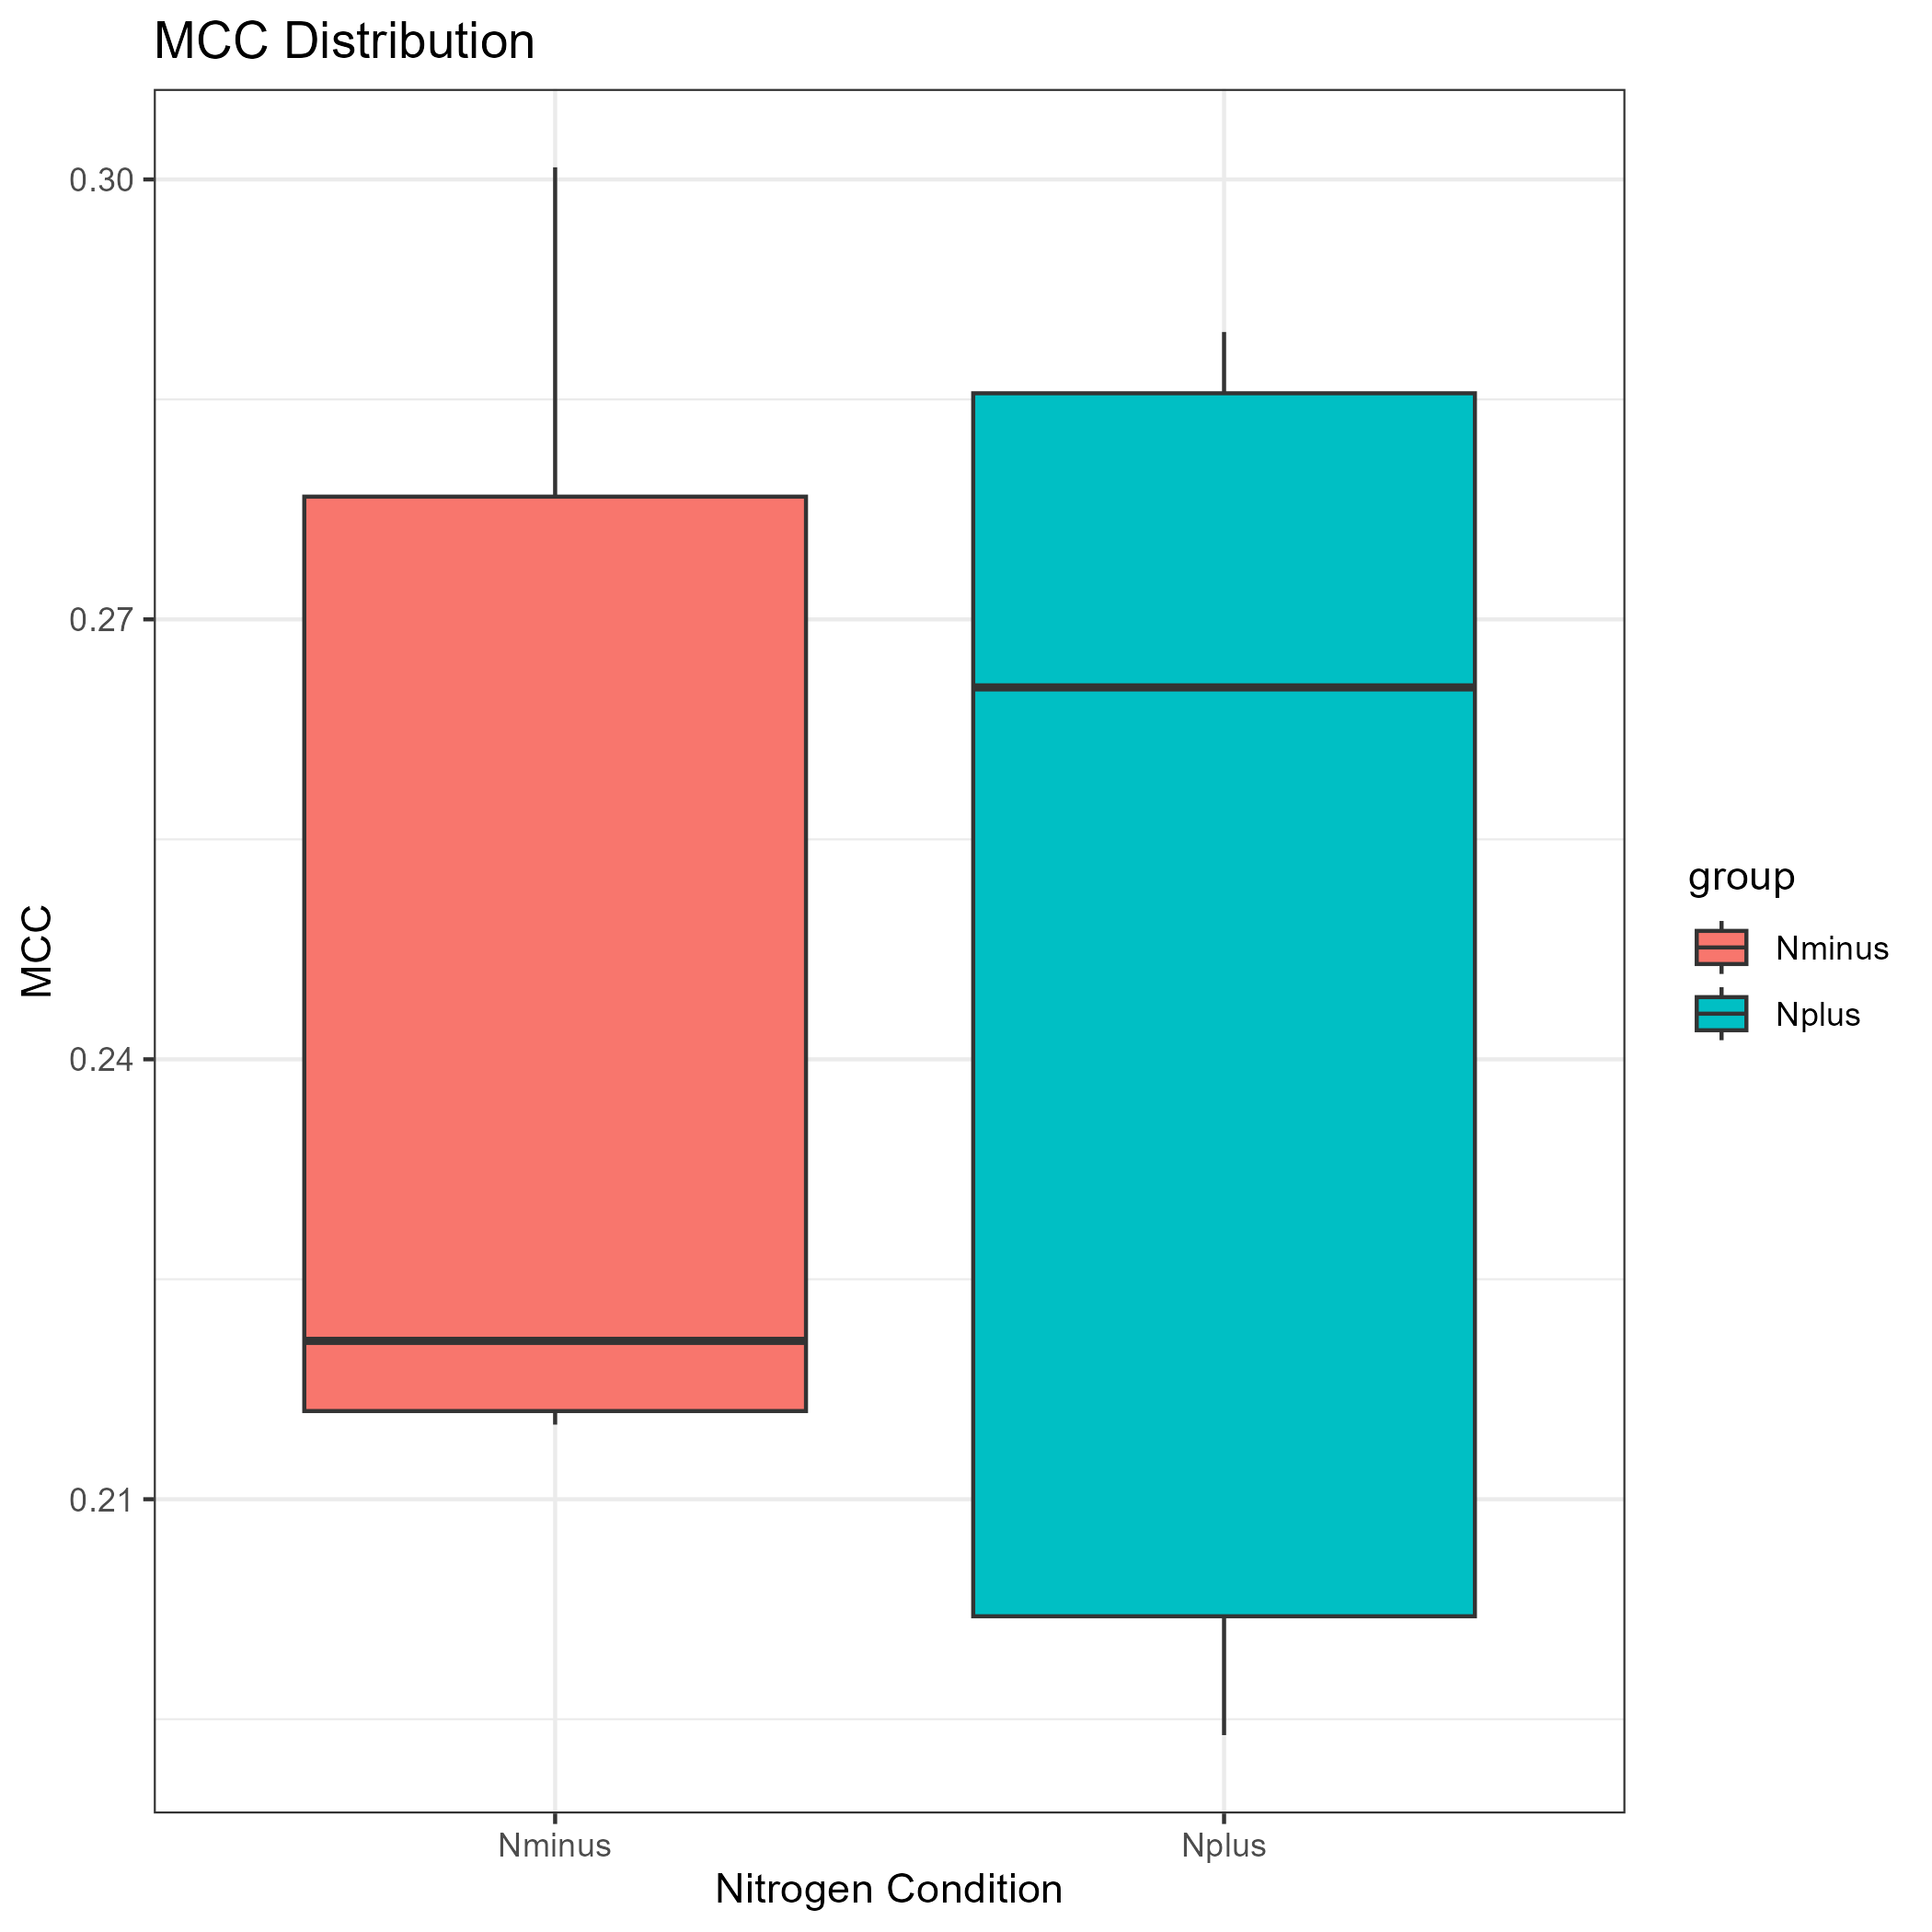 MCC Distribution
0.30
0.27
0.24
0.21
MCC
Nminus
Nplus
Nitrogen Condition
group
Nminus
Nplus